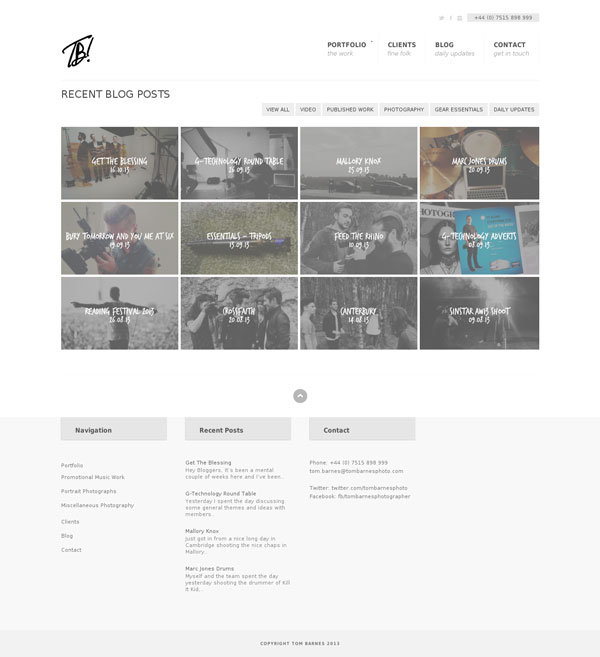 +44 (0) 7515 898 999
TB!
PORTFOLIO CLIENTS BLOG CONTACT
the work fine folk daily updates get in touch
RECENT BLOG POSTS
VIEW ALL VIDEO PUBLISHED WORK PHOTOGRAPHY GEAR ESSENTIALS DAILY UPDATES
GET THE BLESSING
16.10.13
G-TECHNOLOGY ROUND TABLE
26.09.13
MALLORY KNOX
25.09.13
MARC JONES DRUMS
20.09.13
BURY TOMORROW AND YOU ME AT SIX
19.09.13
ESSENTIALS – TRIPODS
13.09.13
FEED THE RHINO
10.09.13
G-TECHNOLOGY ADVERTS
08.09.13
READING FESTIVAL 2013
26.08.13
CROSSFAITH
20.08.13
CANTERBURY
14.08.13
SINSTAR AW13 SHOOT
09.08.13
Navigation
Portfolio
Promotional Music Work
Portrait Photographs
Miscellaneous Photography
Clients
Blog
Contact
Recent Posts
Get The Blessing
Hey Bloggers, It's been a mental
couple of weeks here and I've been..
G-Technology Round Table
Yesterday I spent the day discussing
some general themes and ideas with
members..
Mallory Knox
Just got in from a nice long day in
Cambridge shooting the nice chaps in
Mallory..
Marc Jones Drums
Myself and the team spent the day
yesterday shooting the drummer of Kill
It Kid...
Contact
Phone: +44 (0) 7515 898 999
tom.barnes@tombarnesphoto.com
Twitter: twitter.com/tombarnesphoto
Facebook: fb/tombarnesphotographer
COPYRIGHT TOM BARNES 2013